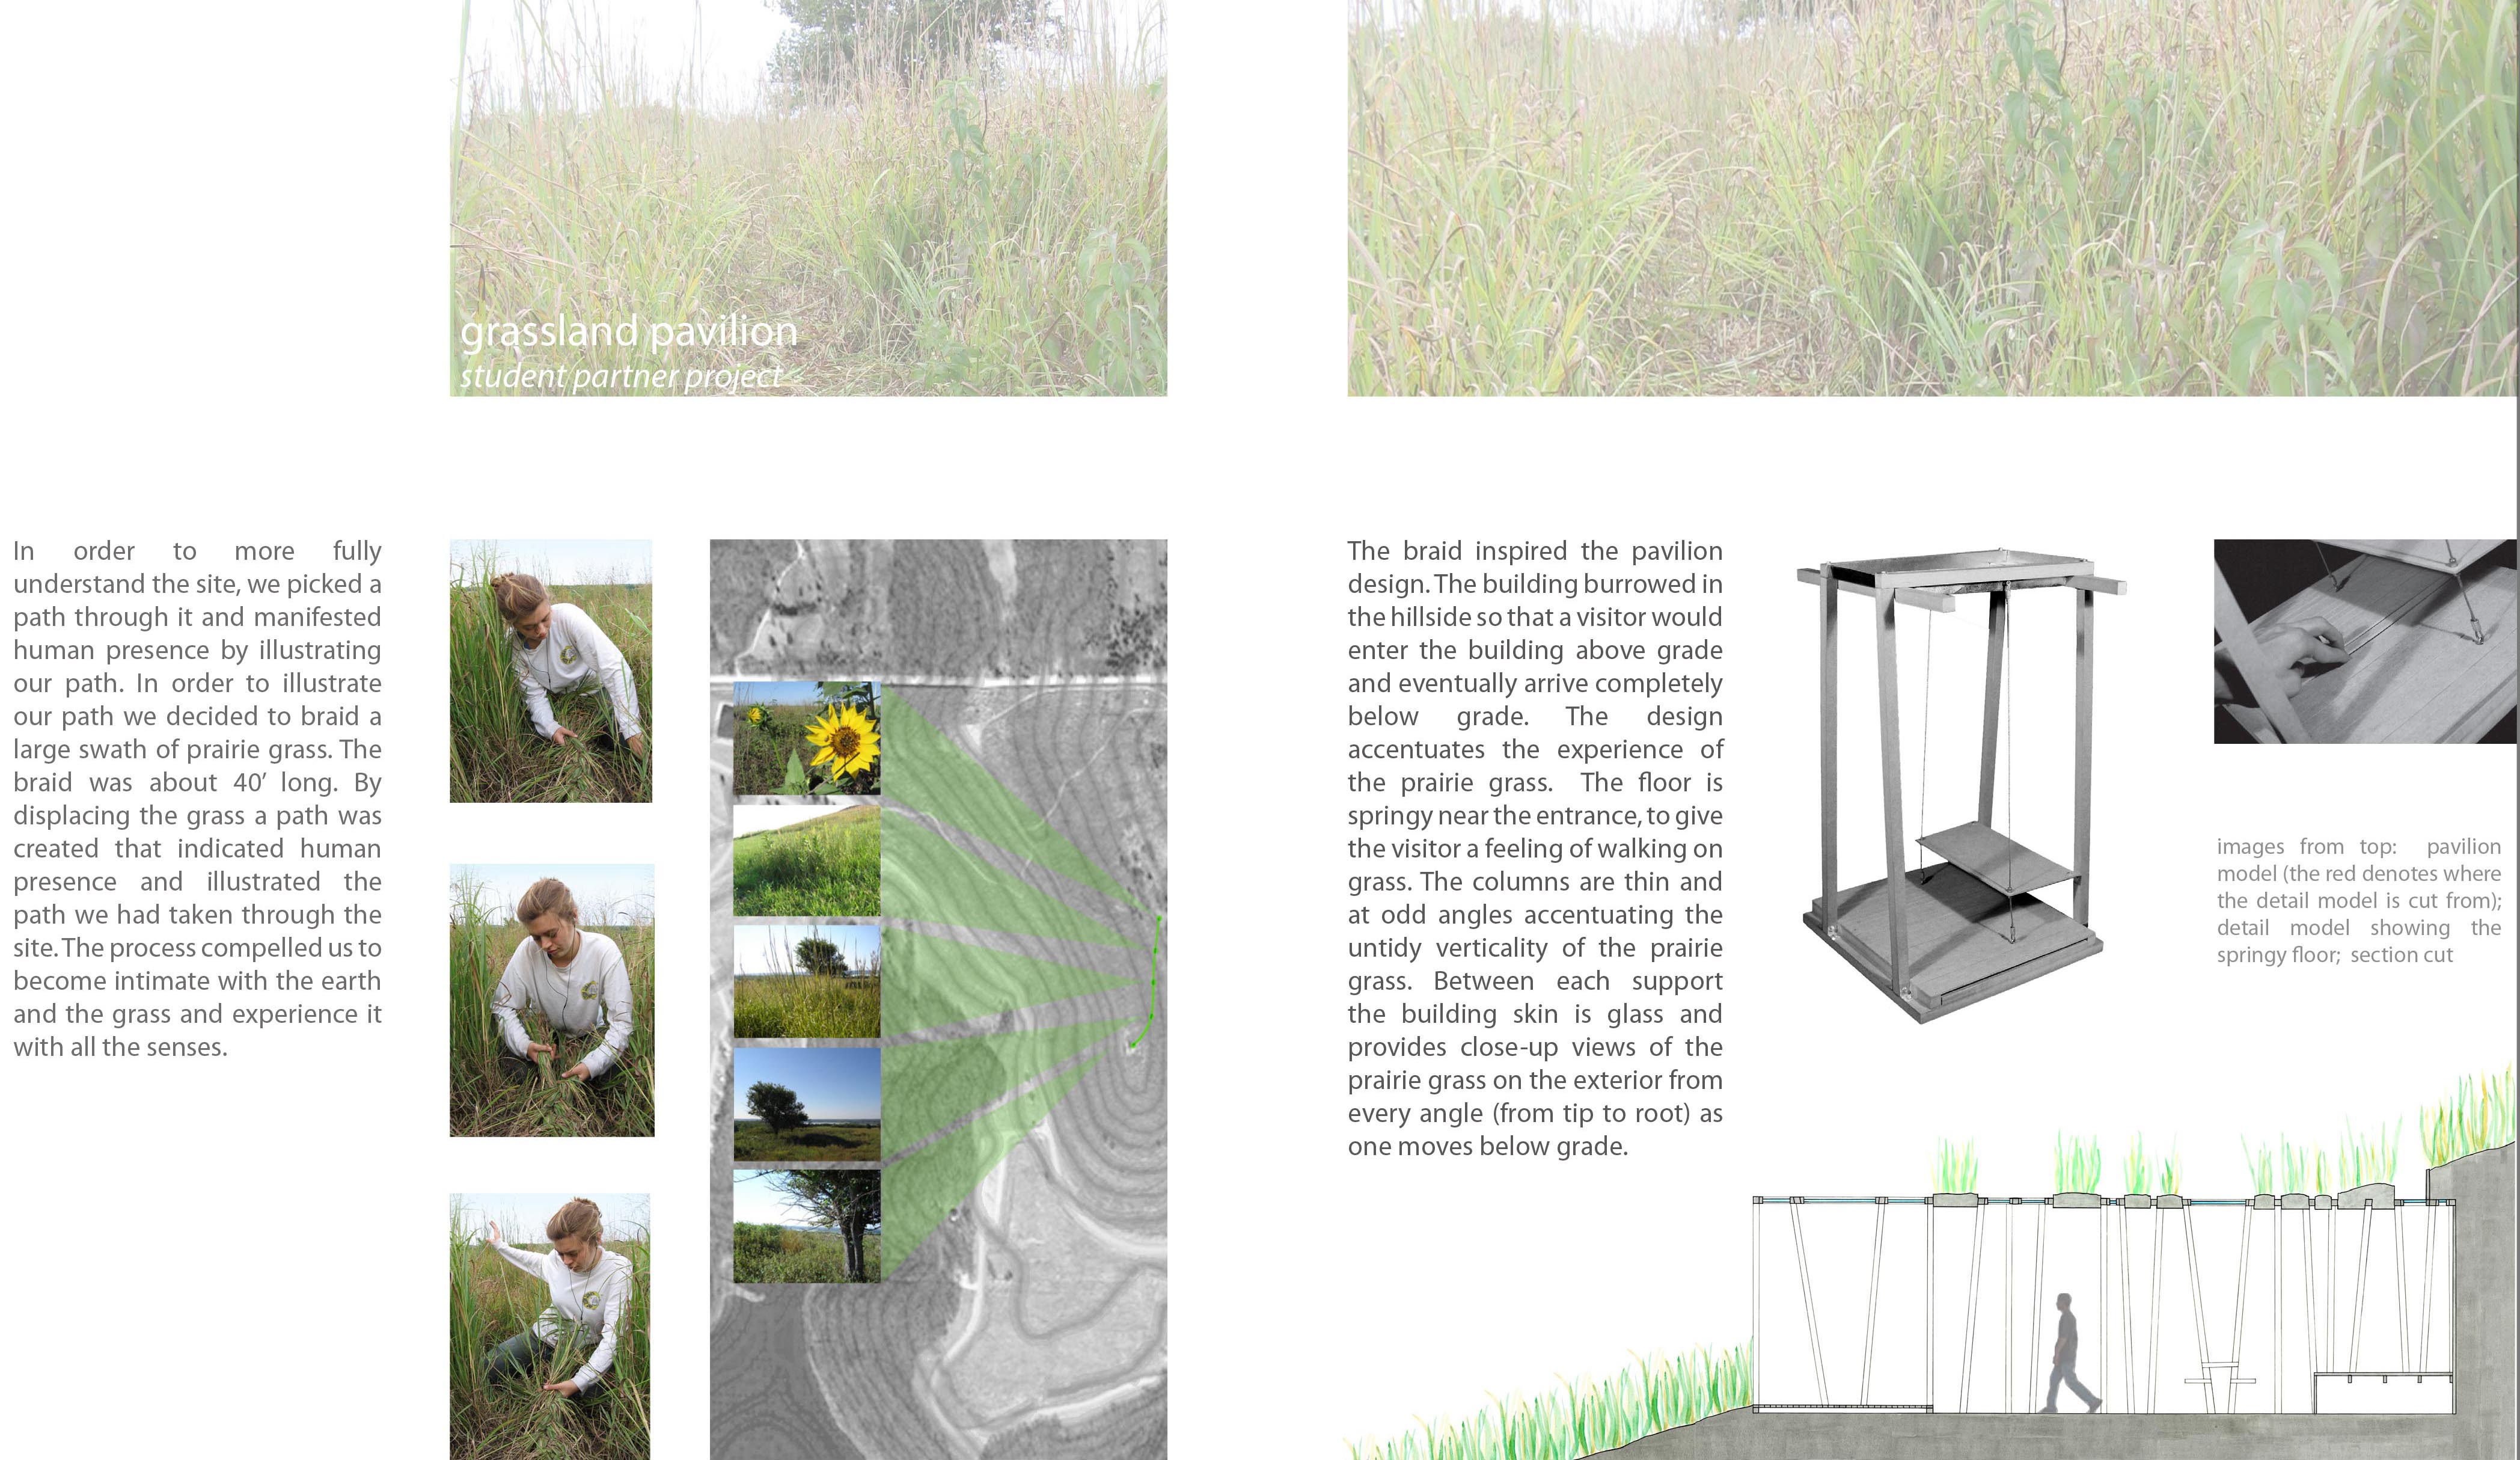 grassland pavilion
student partner project
In order to more fully
understand the site, we picked a
path through it and manifested
human presence by illustrating
our path. In order to illustrate
our path we decided to braid a
large swath of prairie grass. The
braid was about 40’ long. By
displacing the grass a path was
created that indicated human
presence and illustrated the
path we had taken through the
site. The process compelled us to
become intimate with the earth
and the grass and experience it
with all the senses.
The braid inspired the pavilion
design. The building burrowed in
the hillside so that a visitor would
enter the building above grade
and eventually arrive completely
below grade. The design
accentuates the experience of
the prairie grass. The floor is
springy near the entrance, to give
the visitor a feeling of walking on
grass. The columns are thin and
at odd angles accentuating the
untidy verticality of the prairie
grass. Between each support
the building skin is glass and
provides close-up views of the
prairie grass on the exterior from
every angle (from tip to root) as
one moves below grade.
images from top: pavilion
model (the red denotes where
the detail model is cut from);
detail model showing the
springy floor; section cut